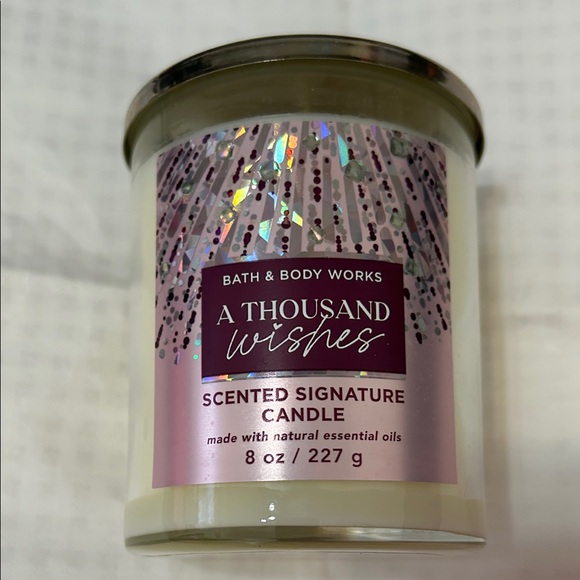 BATH & BODY WORKS
A THOUSAND
wishes
SCENTED SIGNATURE
CANDLE
made with natural essential oils
8 oz / 227 g